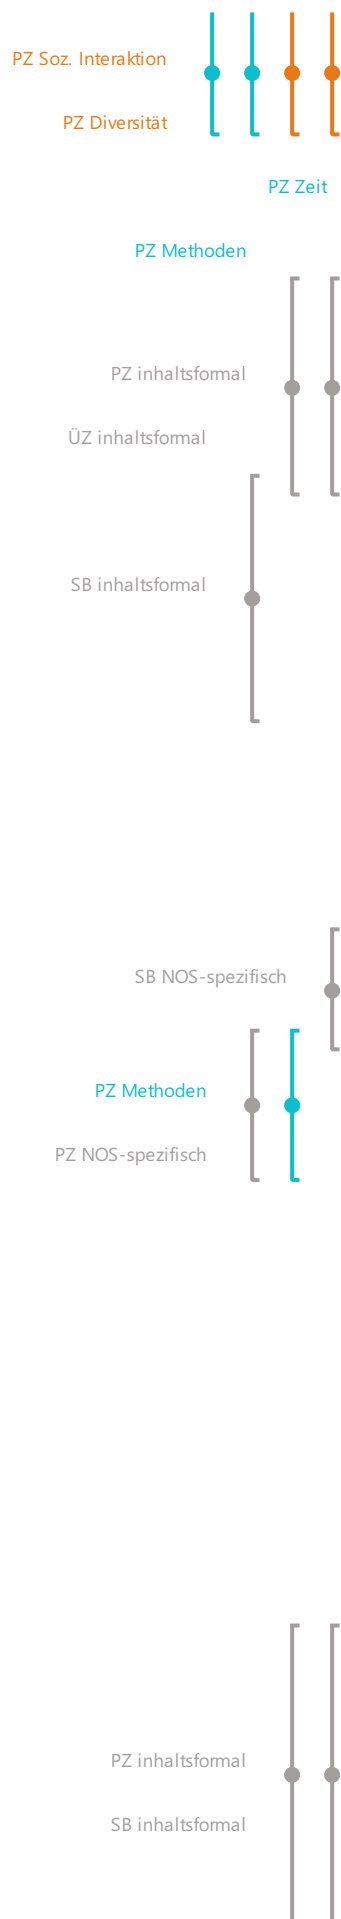 PZ Soz. Interaktion
PZ Diversität
PZ Zeit
PZ Methoden
PZ inhaltsformal
ÜZ inhaltsformal
SB inhaltsformal
SB NOS-spezifisch
PZ Methoden
PZ NOS-spezifisch
PZ inhaltsformal
SB inhaltsformal